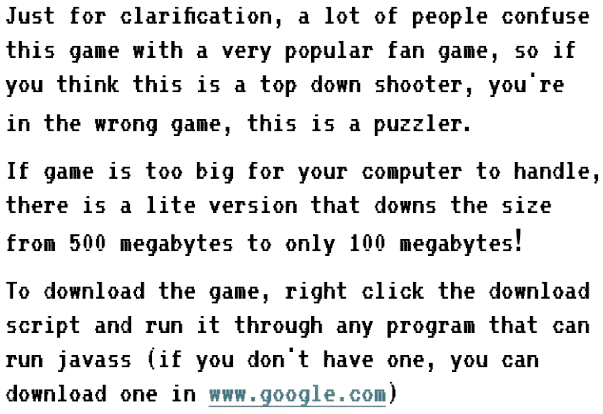 Just for clarification, a lot of people confuse
this game with a very popular fan game, so if
you think this is a top down shooter, you're
in the wrong game, this is a puzzler.
If game is too big for your computer to handle,
there is a lite version that downs the size
from 500 megabytes to only 100 megabytes!
To download the game, right click the download
script and run it through any program that can
run javass (if you don't have one, you can
download one in www.google.com)